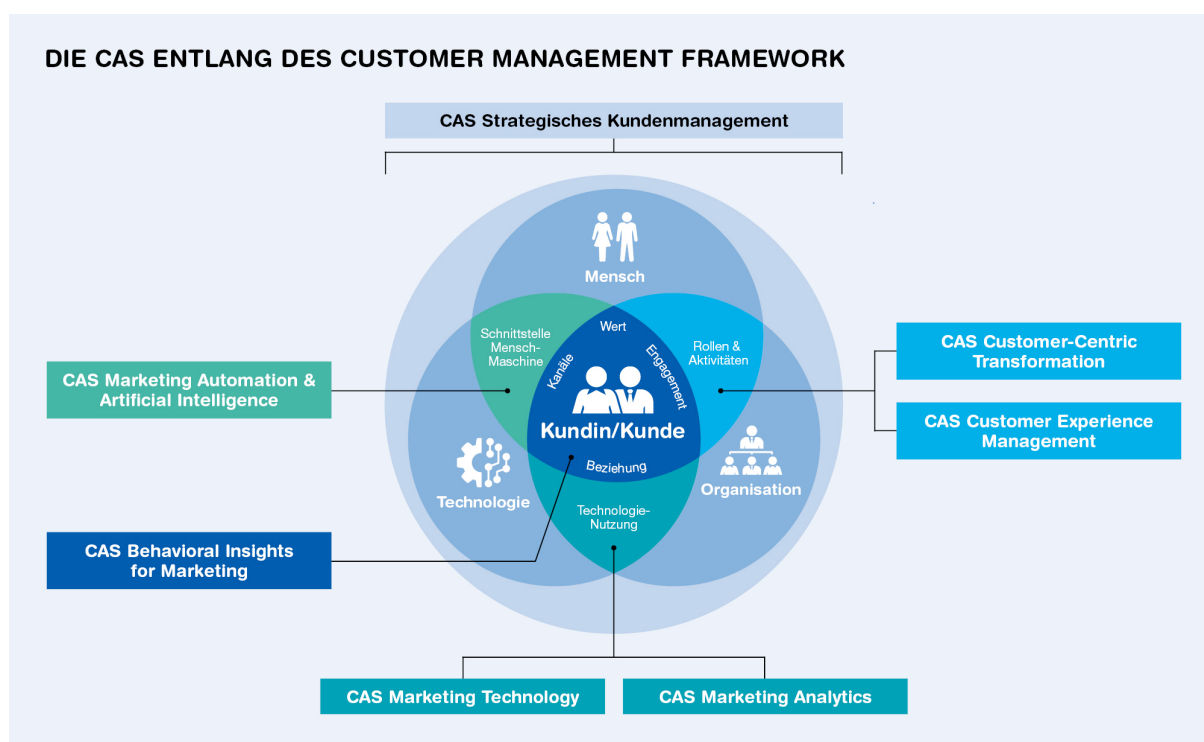 DIE CAS ENTLANG DES CUSTOMER MANAGEMENT FRAMEWORK
CAS Strategisches Kundenmanagement
Mensch
Schnittstelle
Mensch-
Maschine
Wert
Kanäle
Engagement
Rollen &
Aktivitäten
Kundin/Kunde
Beziehung
Technologie
Organisation
Technologie-
Nutzung
CAS Marketing Automation &
Artificial Intelligence
CAS Behavioral Insights
for Marketing
CAS Customer-Centric
Transformation
CAS Customer Experience
Management
CAS Marketing Technology
CAS Marketing Analytics